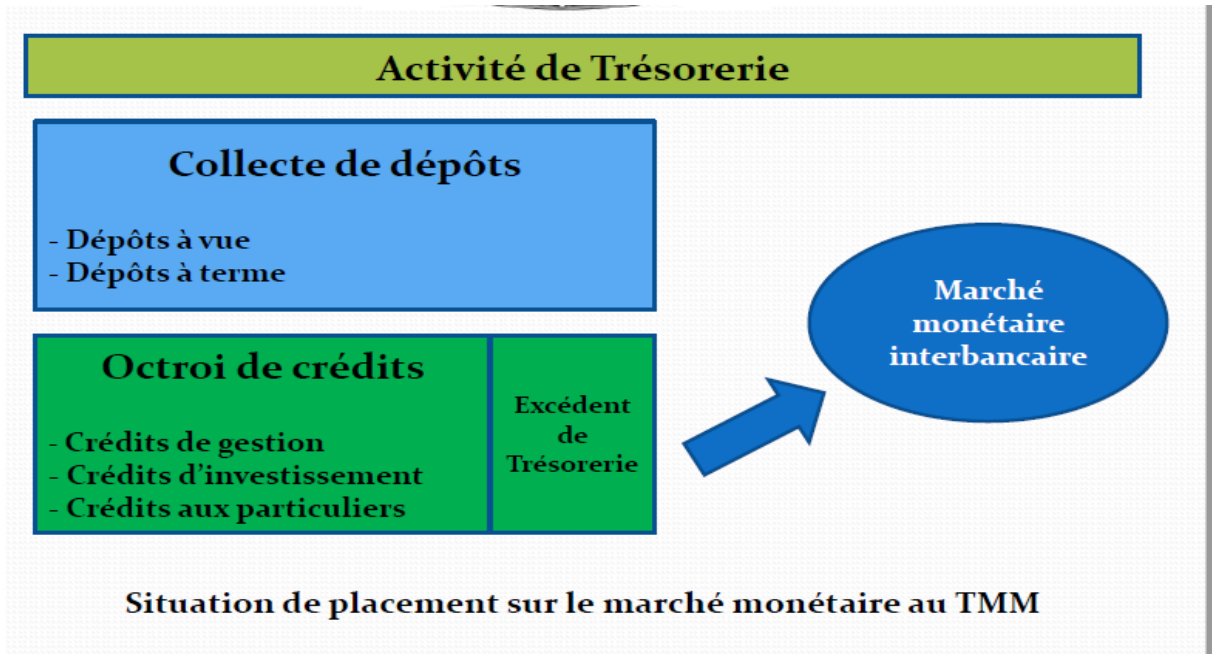 Activité de Trésorerie
Collecte de dépôts
- Dépôts à vue
- Dépôts à terme
Octroi de crédits
- Crédits de gestion
- Crédits d’investissement
- Crédits aux particuliers
Excédent
de
Trésorerie
Marché
monétaire
interbancaire
Situation de placement sur le marché monétaire au TMM